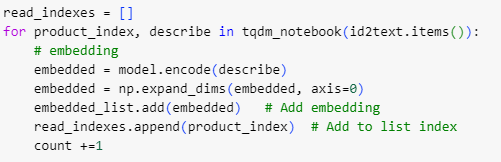 read_indexes = []
for product_index, describe in tqdm_notebook(id2text.items()):
    # embedding
    embedded = model.encode(describe)
    embedded = np.expand_dims(embedded, axis=0)
    embedded_list.add(embedded)   # Add embedding
    read_indexes.append(product_index)  # Add to list index
    count +=1